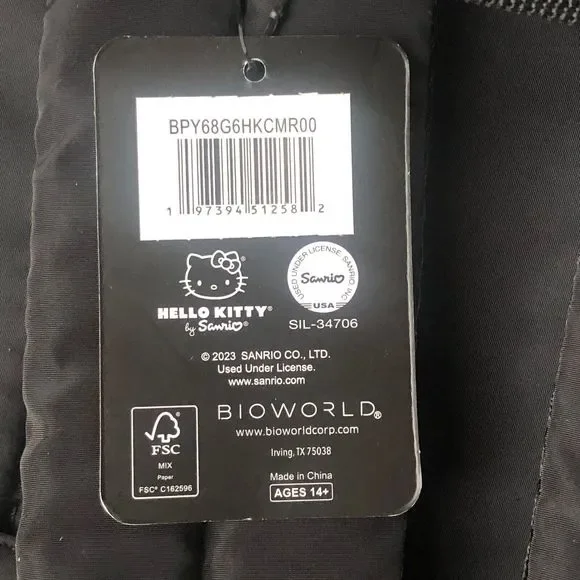 BPY68G6HKCMR00
1 97394 51258 2
HELLO KITTY®
by Sanrio®
USED UNDER LICENSE. SANRIO, INC.
Sanrio
USA
SIL-34706
© 2023 SANRIO CO., LTD.
Used Under License.
www.sanrio.com
BIOWORLD®
www.bioworldcorp.com
Irving, TX 75038
FSC
MIX
Paper
FSC® C162596
Made in China
AGES 14+